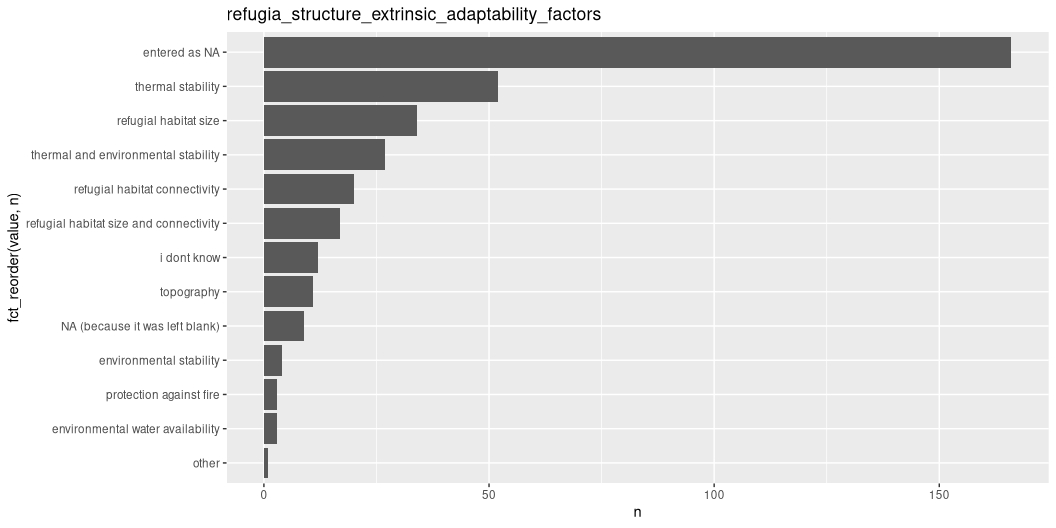 refugia_structure_extrinsic_adaptability_factors
entered as NA
thermal stability
refugial habitat size
thermal and environmental stability
refugial habitat connectivity
refugial habitat size and connectivity
i dont know
topography
NA (because it was left blank)
environmental stability
protection against fire
environmental water availability
other
fct_reorder(value, n)
0 50 100 150
n